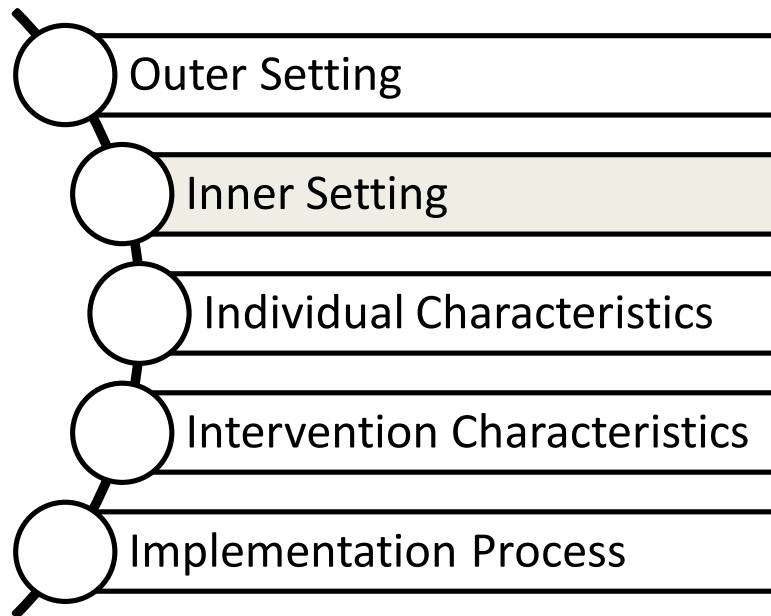 Outer Setting
Inner Setting
Individual Characteristics
Intervention Characteristics
Implementation Process